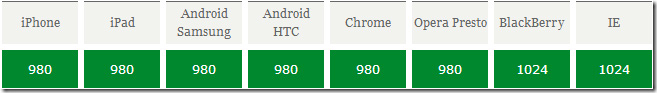 iPhone iPad Android Samsung Android HTC Chrome Opera Presto BlackBerry IE
980 980 980 980 980 980 1024 1024